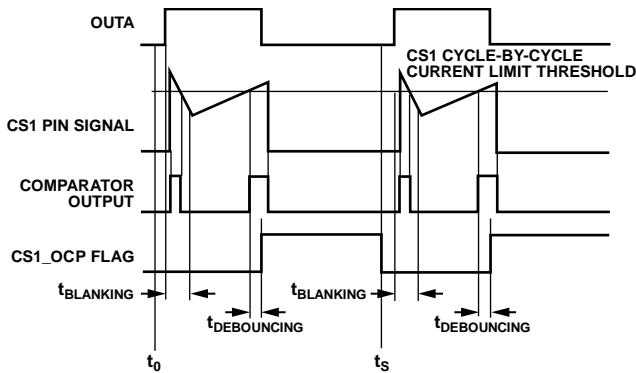 OUTA
CS1 CYCLE-BY-CYCLE
CURRENT LIMIT THRESHOLD
CS1 PIN SIGNAL
COMPARATOR
OUTPUT
CS1_OCP FLAG
tBLANKING
tBLANKING
tDEBOUNCING
tDEBOUNCING
t0
tS